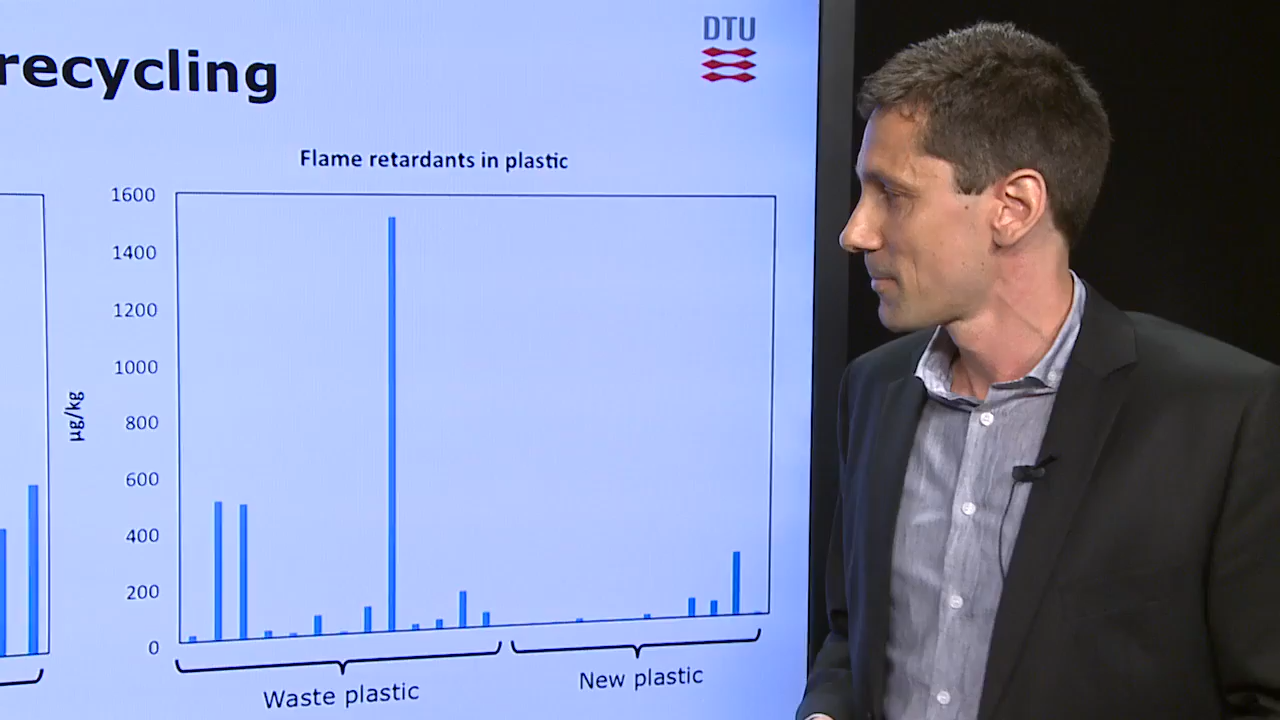 recycling
DTU
Flame retardants in plastic
1600
1400
1200
1000
800
600
400
200
0
µg/kg
Waste plastic
New plastic